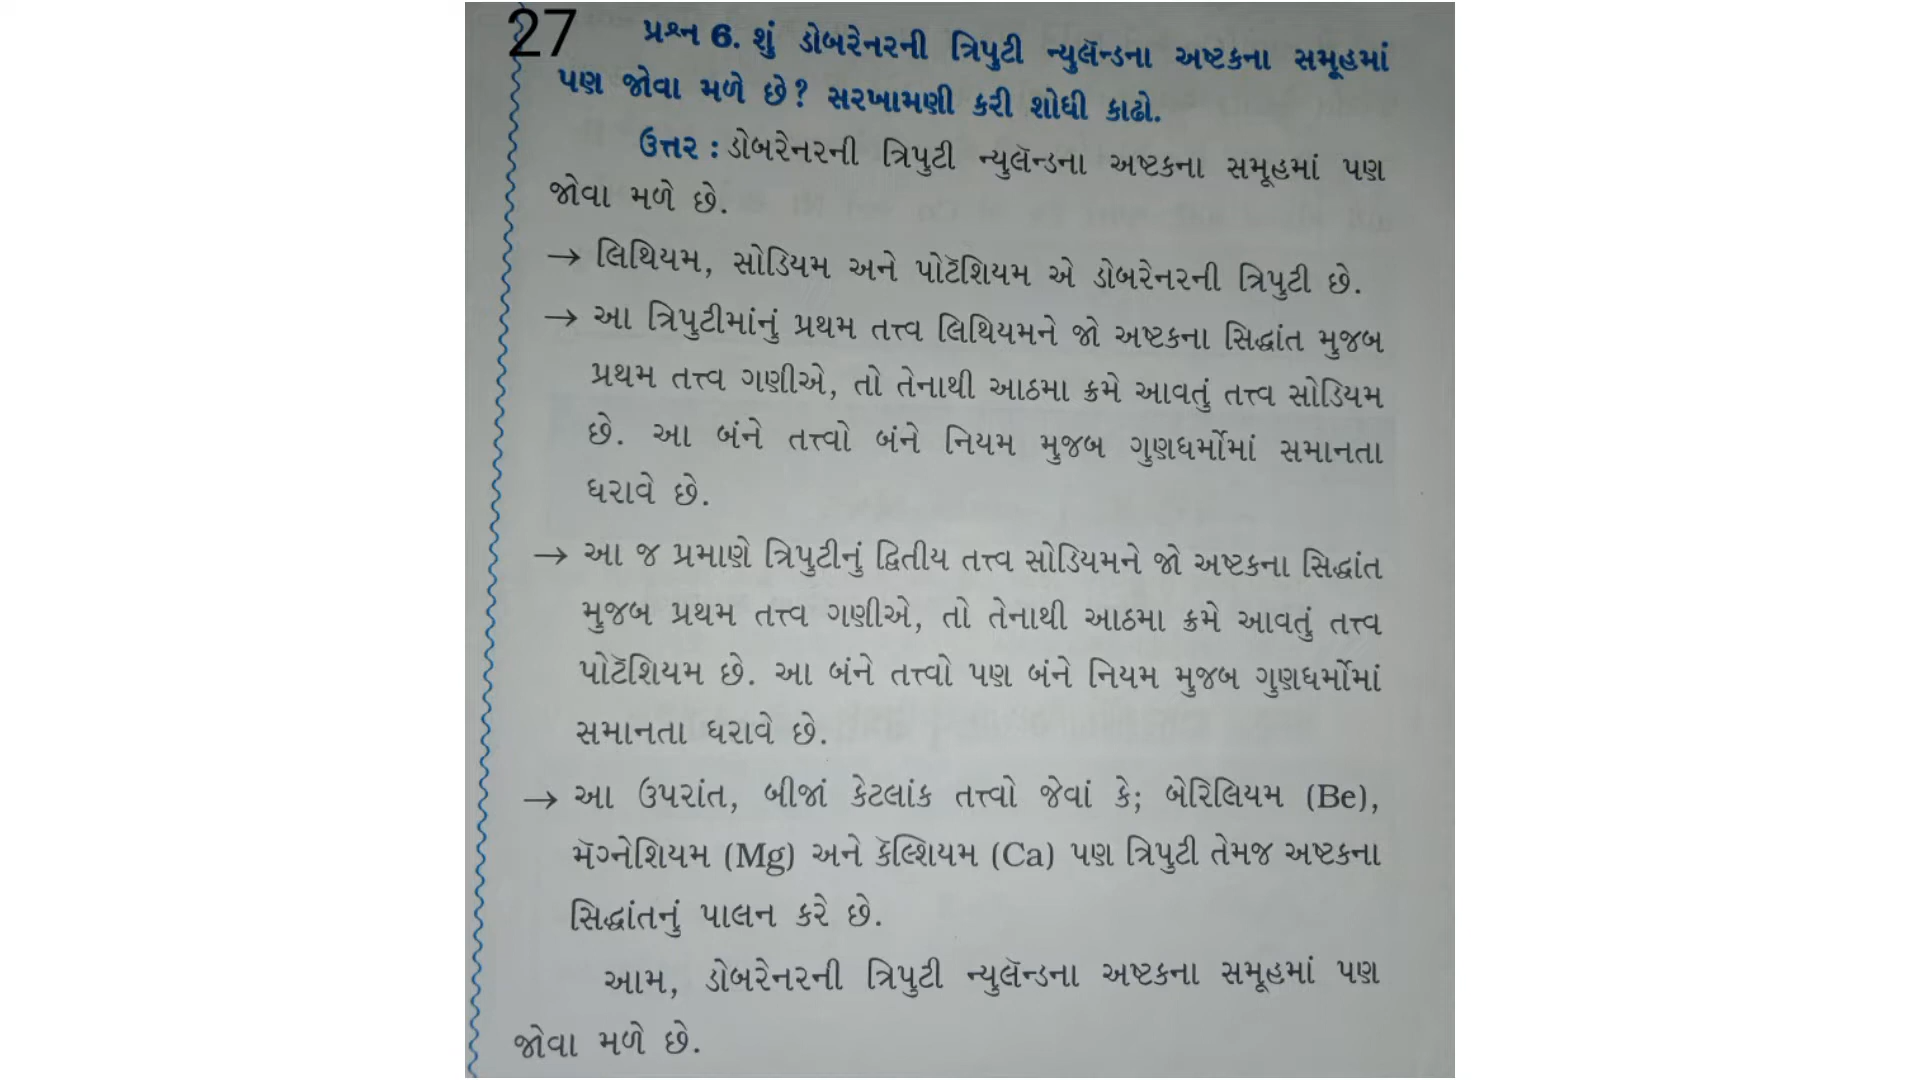 27
પ્રશ્ન 6. શું ડોબરેનરની ત્રિપુટી ન્યુલૅન્ડના અષ્ટકના સમૂહમાં
પણ જોવા મળે છે? સરખામણી કરી શોધી કાઢો.
ઉત્તર : ડોબરેનરની ત્રિપુટી ન્યુલૅન્ડના અષ્ટકના સમૂહમાં પણ
જોવા મળે છે.
→ લિથિયમ, સોડિયમ અને પોટૅશિયમ એ ડોબરેનરની ત્રિપુટી છે.
→ આ ત્રિપુટીમાંનું પ્રથમ તત્ત્વ લિથિયમને જો અષ્ટકના સિદ્ધાંત મુજબ
પ્રથમ તત્ત્વ ગણીએ, તો તેનાથી આઠમા ક્રમે આવતું તત્ત્વ સોડિયમ
છે. આ બંને તત્ત્વો બંને નિયમ મુજબ ગુણધર્મોમાં સમાનતા
ધરાવે છે.
→ આ જ પ્રમાણે ત્રિપુટીનું દ્વિતીય તત્ત્વ સોડિયમને જો અષ્ટકના સિદ્ધાંત
મુજબ પ્રથમ તત્ત્વ ગણીએ, તો તેનાથી આઠમા ક્રમે આવતું તત્ત્વ
પોટૅશિયમ છે. આ બંને તત્ત્વો પણ બંને નિયમ મુજબ ગુણધર્મોમાં
સમાનતા ધરાવે છે.
→ આ ઉપરાંત, બીજાં કેટલાંક તત્ત્વો જેવાં કે; બેરિલિયમ (Be),
મૅગ્નેશિયમ (Mg) અને કૅલ્શિયમ (Ca) પણ ત્રિપુટી તેમજ અષ્ટકના
સિદ્ધાંતનું પાલન કરે છે.
આમ, ડોબરેનરની ત્રિપુટી ન્યુલૅન્ડના અષ્ટકના સમૂહમાં પણ
જોવા મળે છે.